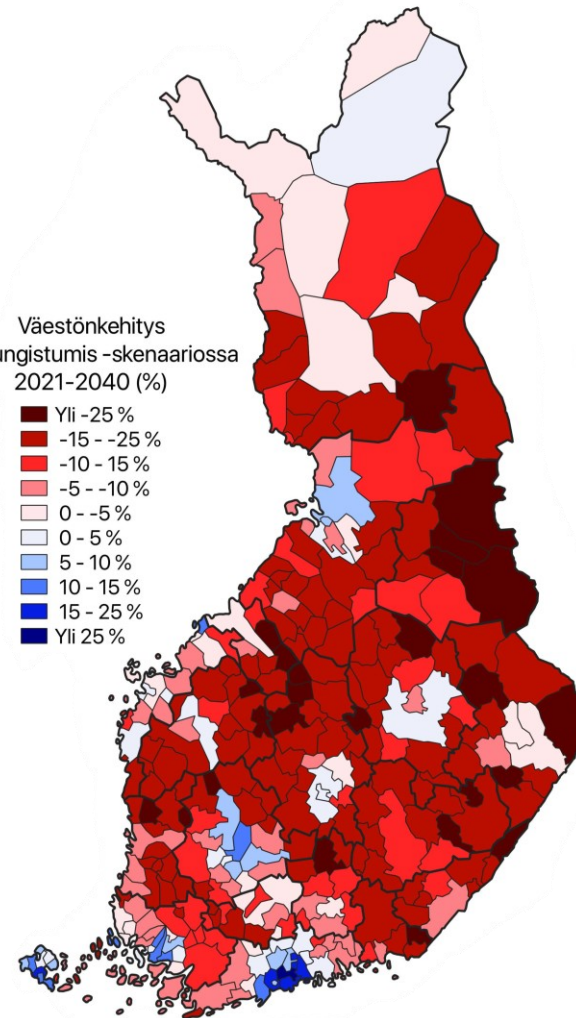 Väestönkehitys
ngistumis -skenaariossa
2021-2040 (%)
Yli -25 %
-15 - -25 %
-10 - 15 %
-5 - -10 %
0 - -5 %
0 - 5 %
5 - 10 %
10 - 15 %
15 - 25 %
Yli 25 %